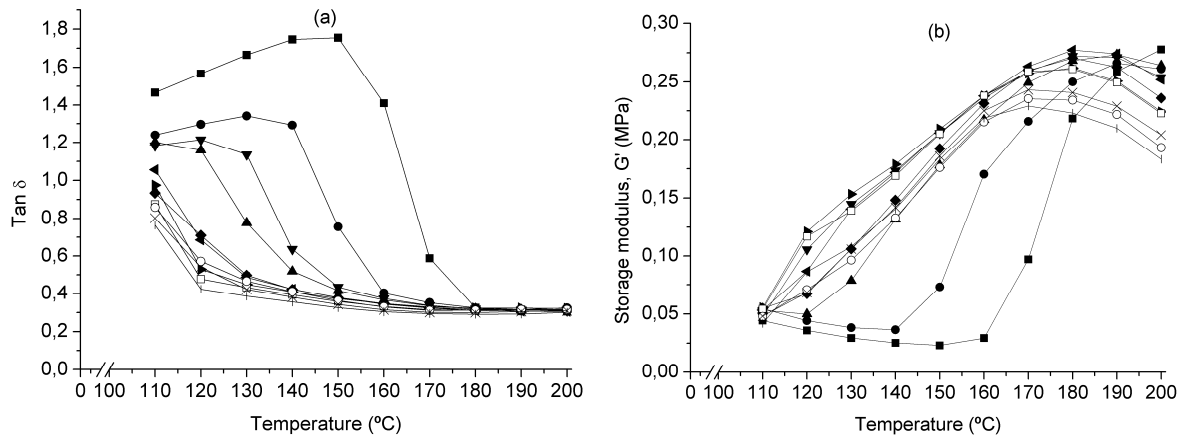 (a)
1,8
1,6
1,4
1,2
1,0
0,8
0,6
0,4
0,2
0,0
Tan δ
0 100 110 120 130 140 150 160 170 180 190 200
Temperature (ºC)
(b)
0,30
0,25
0,20
0,15
0,10
0,05
0,00
Storage modulus, G' (MPa)
0 100 110 120 130 140 150 160 170 180 190 200
Temperature (ºC)